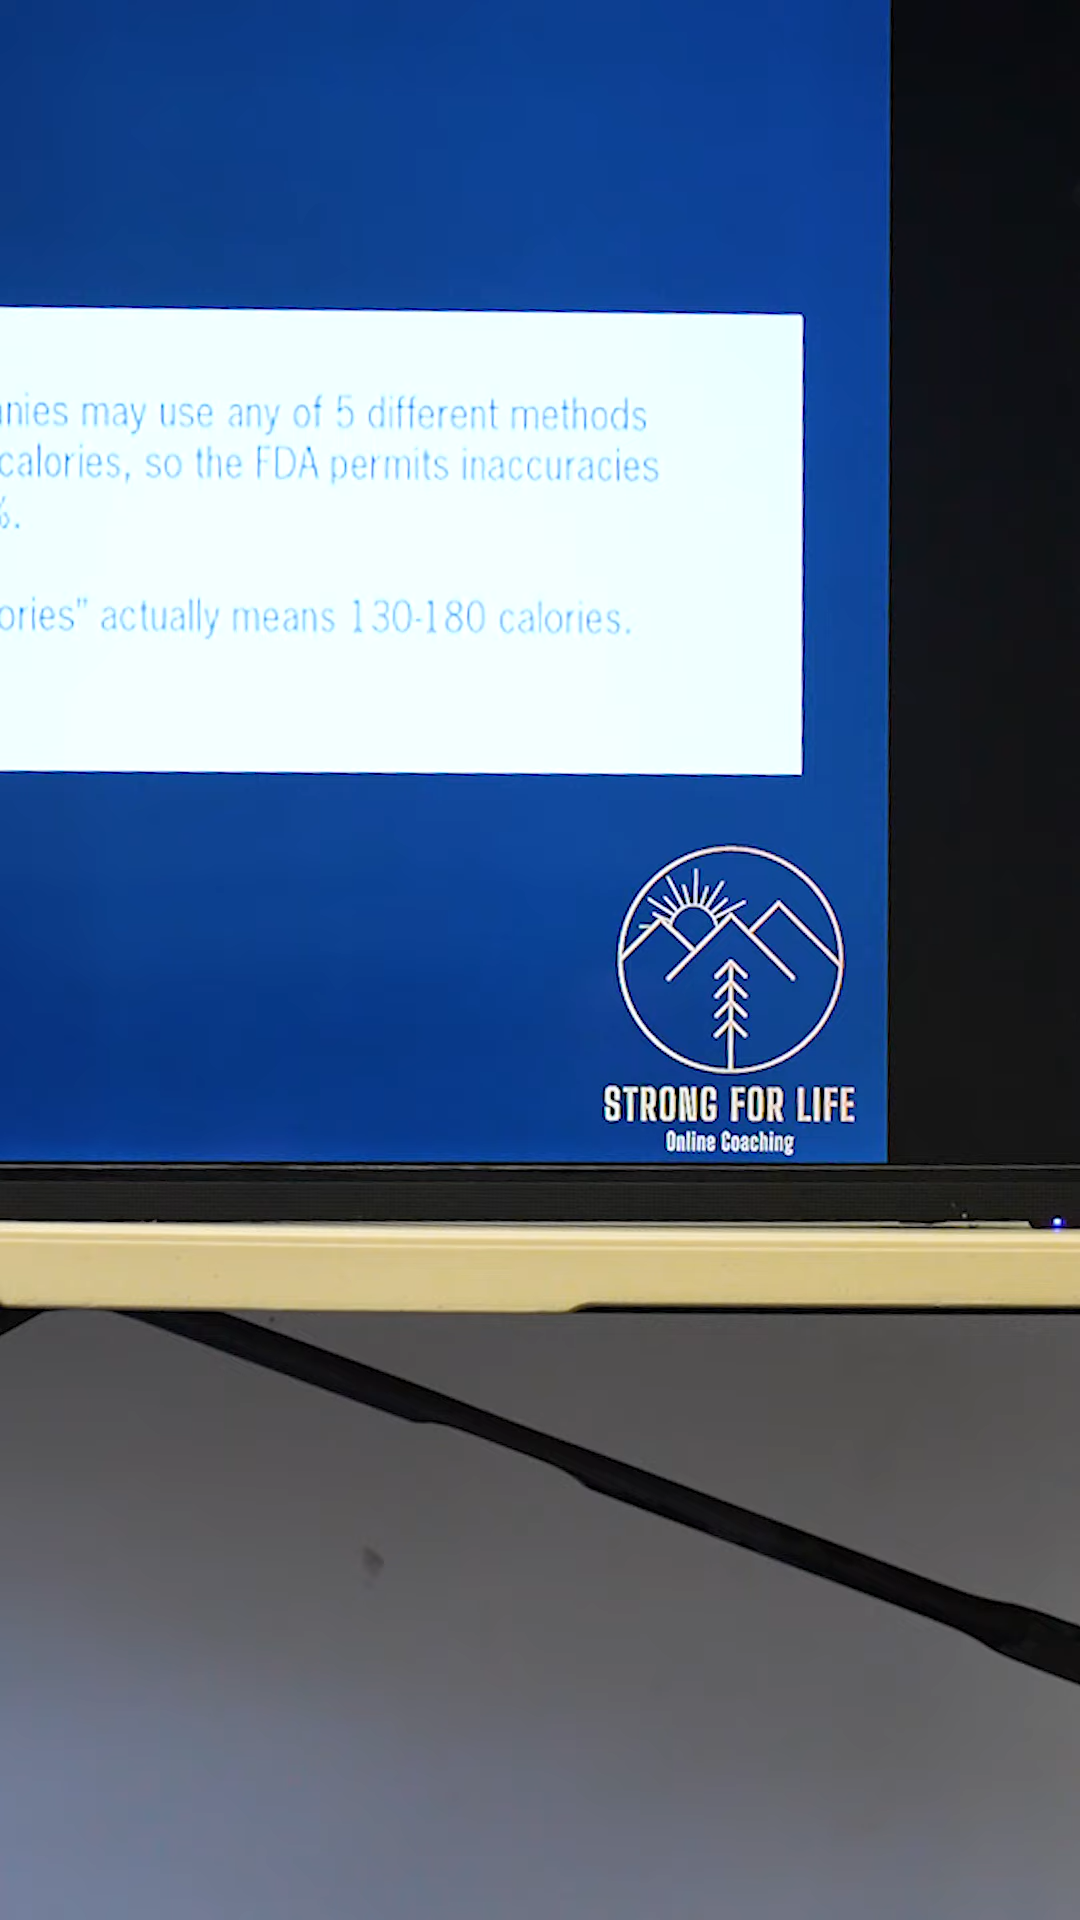 nies may use any of 5 different methods
calories, so the FDA permits inaccuracies
%.
ories" actually means 130-180 calories.
STRONG FOR LIFE
Online Coaching